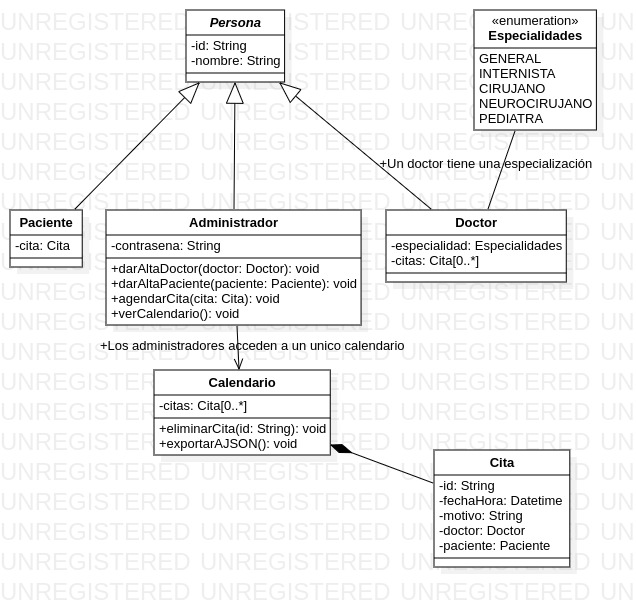 Persona
-id: String
-nombre: String
«enumeration»
Especialidades
GENERAL
INTERNISTA
CIRUJANO
NEUROCIRUJANO
PEDIATRA
+Un doctor tiene una especialización
Paciente
-cita: Cita
Administrador
-contrasena: String
+darAltaDoctor(doctor: Doctor): void
+darAltaPaciente(paciente: Paciente): void
+agendarCita(cita: Cita): void
+verCalendario(): void
Doctor
-especialidad: Especialidades
-citas: Cita[0..*]
+Los administradores acceden a un unico calendario
Calendario
-citas: Cita[0..*]
+eliminarCita(id: String): void
+exportarAJSON(): void
Cita
-id: String
-fechaHora: Datetime
-motivo: String
-doctor: Doctor
-paciente: Paciente
UNREGISTERED